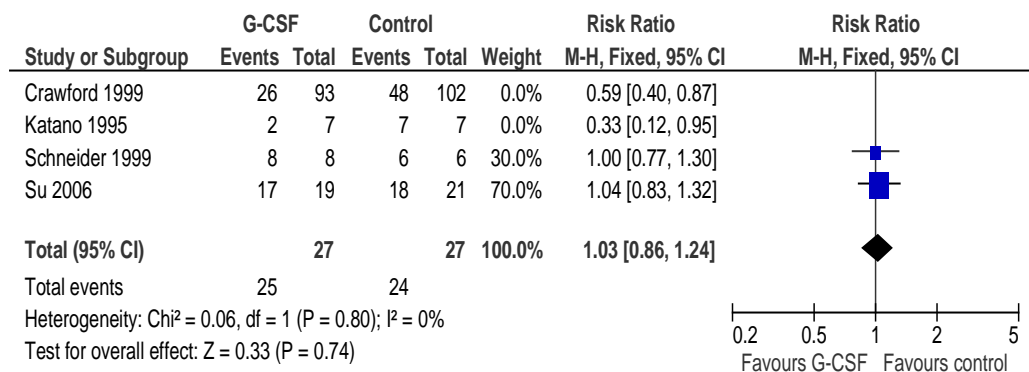 G-CSF Control Risk Ratio Risk Ratio
Study or Subgroup Events Total Events Total Weight M-H, Fixed, 95% CI M-H, Fixed, 95% CI
Crawford 1999 26 93 48 102 0.0% 0.59 [0.40, 0.87]
Katano 1995 2 7 7 7 0.0% 0.33 [0.12, 0.95]
Schneider 1999 8 8 6 6 30.0% 1.00 [0.77, 1.30]
Su 2006 17 19 18 21 70.0% 1.04 [0.83, 1.32]
Total (95% CI) 27 27 100.0% 1.03 [0.86, 1.24]
Total events 25 24
Heterogeneity: Chi² = 0.06, df = 1 (P = 0.80); I² = 0%
Test for overall effect: Z = 0.33 (P = 0.74)
0.2 0.5 1 2 5
Favours G-CSF Favours control